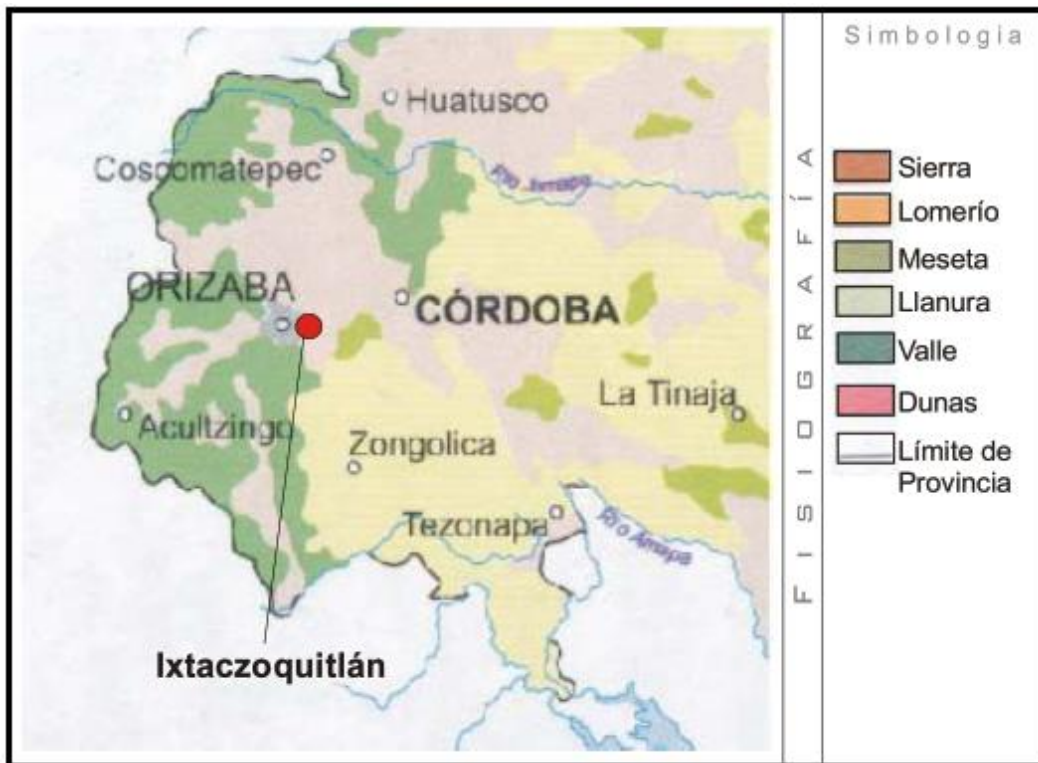 Huatusco
Coscomatepec
Río Jamapa
ORIZABA
CÓRDOBA
La Tinaja
Acultzingo
Zongolica
Tezonapa
Río Amapa
Ixtaczoquitlán
FISIOGRAFÍA
Simbologia
Sierra
Lomerío
Meseta
Llanura
Valle
Dunas
Límite de
Provincia